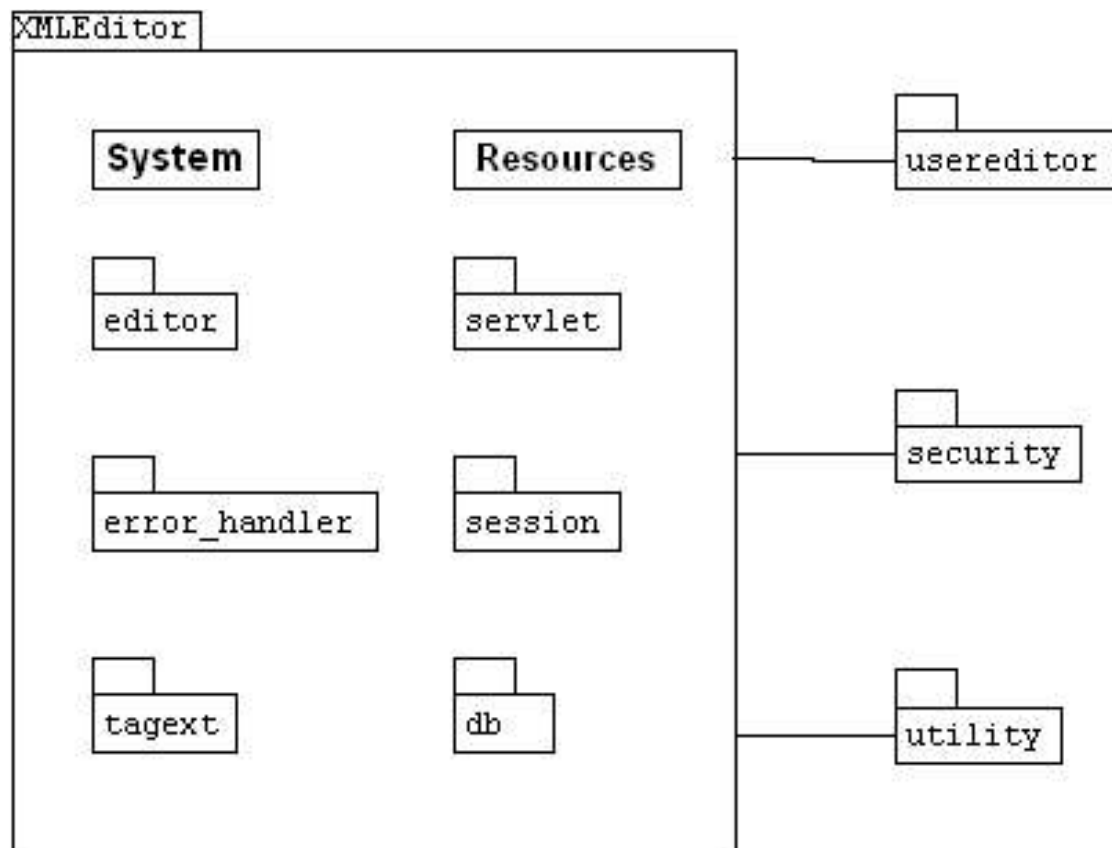 XMLEditor
System
Resources
usereditor
editor
servlet
security
error_handler
session
tagext
db
utility